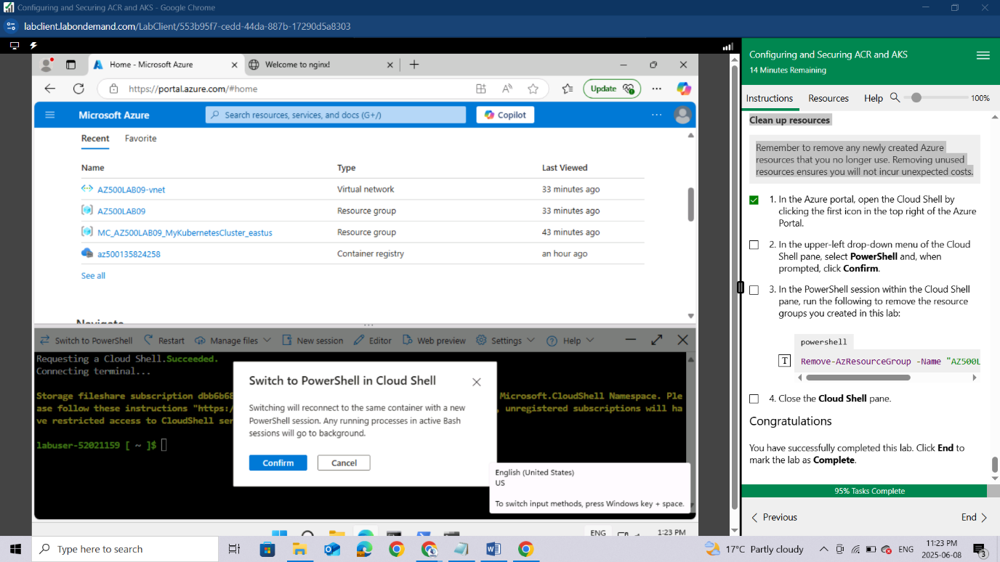 Configuring and Securing ACR and AKS - Google Chrome
labclient.labondemand.com/LabClient/553b95f7-cedd-44da-887b-17290d5a8303
Home - Microsoft Azure
Welcome to nginx!
https://portal.azure.com/#home
Update
Microsoft Azure
Search resources, services, and docs (G+/)
Copilot
Recent
Favorite
Name Type Last Viewed
AZ500LAB09-vnet Virtual network 33 minutes ago
AZ500LAB09 Resource group 33 minutes ago
MC_AZ500LAB09_MyKubernetesCluster_eastus Resource group 43 minutes ago
az500135824258 Container registry an hour ago
See all
Navigate
Switch to PowerShell Restart Manage files New session Editor Web preview Settings Help
Requesting a Cloud Shell.Succeeded.
Connecting terminal...
Storage fileshare subscription dbb6b68 Microsoft.CloudShell Namespace. Ple
ase follow these instructions "https:/ , unregistered subscriptions will ha
ve restricted access to CloudShell ser
labuser-52021159 [ ~ ]$
Switch to PowerShell in Cloud Shell
Switching will reconnect to the same container with a new
PowerShell session. Any running processes in active Bash
sessions will go to background.
Confirm
Cancel
English (United States)
US
To switch input methods, press Windows key + space.
ENG
1:23 PM
Configuring and Securing ACR and AKS
14 Minutes Remaining
Instructions Resources Help 100%
Clean up resources
Remember to remove any newly created Azure
resources that you no longer use. Removing unused
resources ensures you will not incur unexpected costs.
1. In the Azure portal, open the Cloud Shell by
clicking the first icon in the top right of the Azure
Portal.
2. In the upper-left drop-down menu of the Cloud
Shell pane, select PowerShell and, when
prompted, click Confirm.
3. In the PowerShell session within the Cloud Shell
pane, run the following to remove the resource
groups you created in this lab:
powershell
T
Remove-AzResourceGroup -Name "AZ500L
4. Close the Cloud Shell pane.
Congratulations
You have successfully completed this lab. Click End to
mark the lab as Complete.
95% Tasks Complete
Previous
End
Type here to search
17°C Partly cloudy
ENG
11:23 PM
2025-06-08
3